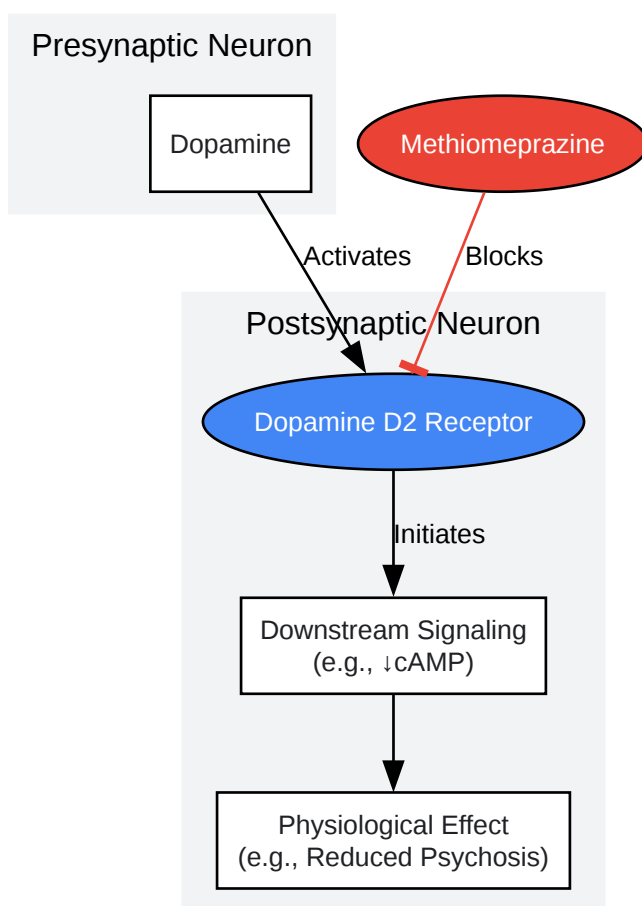 Presynaptic Neuron
Dopamine
Methiomeprazine
Activates
Blocks
Postsynaptic Neuron
Dopamine D2 Receptor
Initiates
Downstream Signaling
(e.g., ↓cAMP)
Physiological Effect
(e.g., Reduced Psychosis)